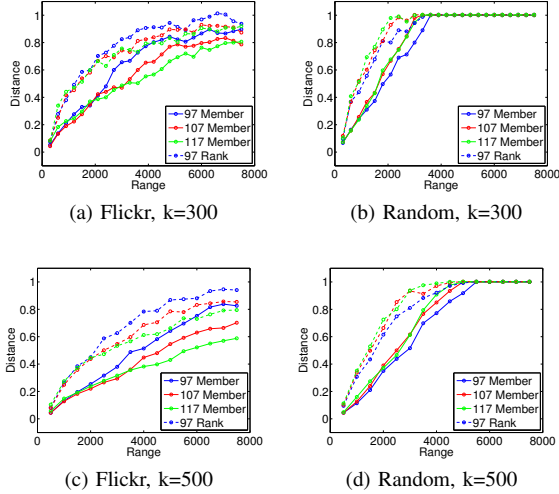 1
0.8
0.6
0.4
0.2
0
Distance
0 2000 4000 6000 8000
Range
97 Member
107 Member
117 Member
97 Rank
(a) Flickr, k=300
1
0.8
0.6
0.4
0.2
0
Distance
0 2000 4000 6000 8000
Range
97 Member
107 Member
117 Member
97 Rank
(b) Random, k=300
1
0.8
0.6
0.4
0.2
0
Distance
0 2000 4000 6000 8000
Range
97 Member
107 Member
117 Member
97 Rank
(c) Flickr, k=500
1
0.8
0.6
0.4
0.2
0
Distance
0 2000 4000 6000 8000
Range
97 Member
107 Member
117 Member
97 Rank
(d) Random, k=500